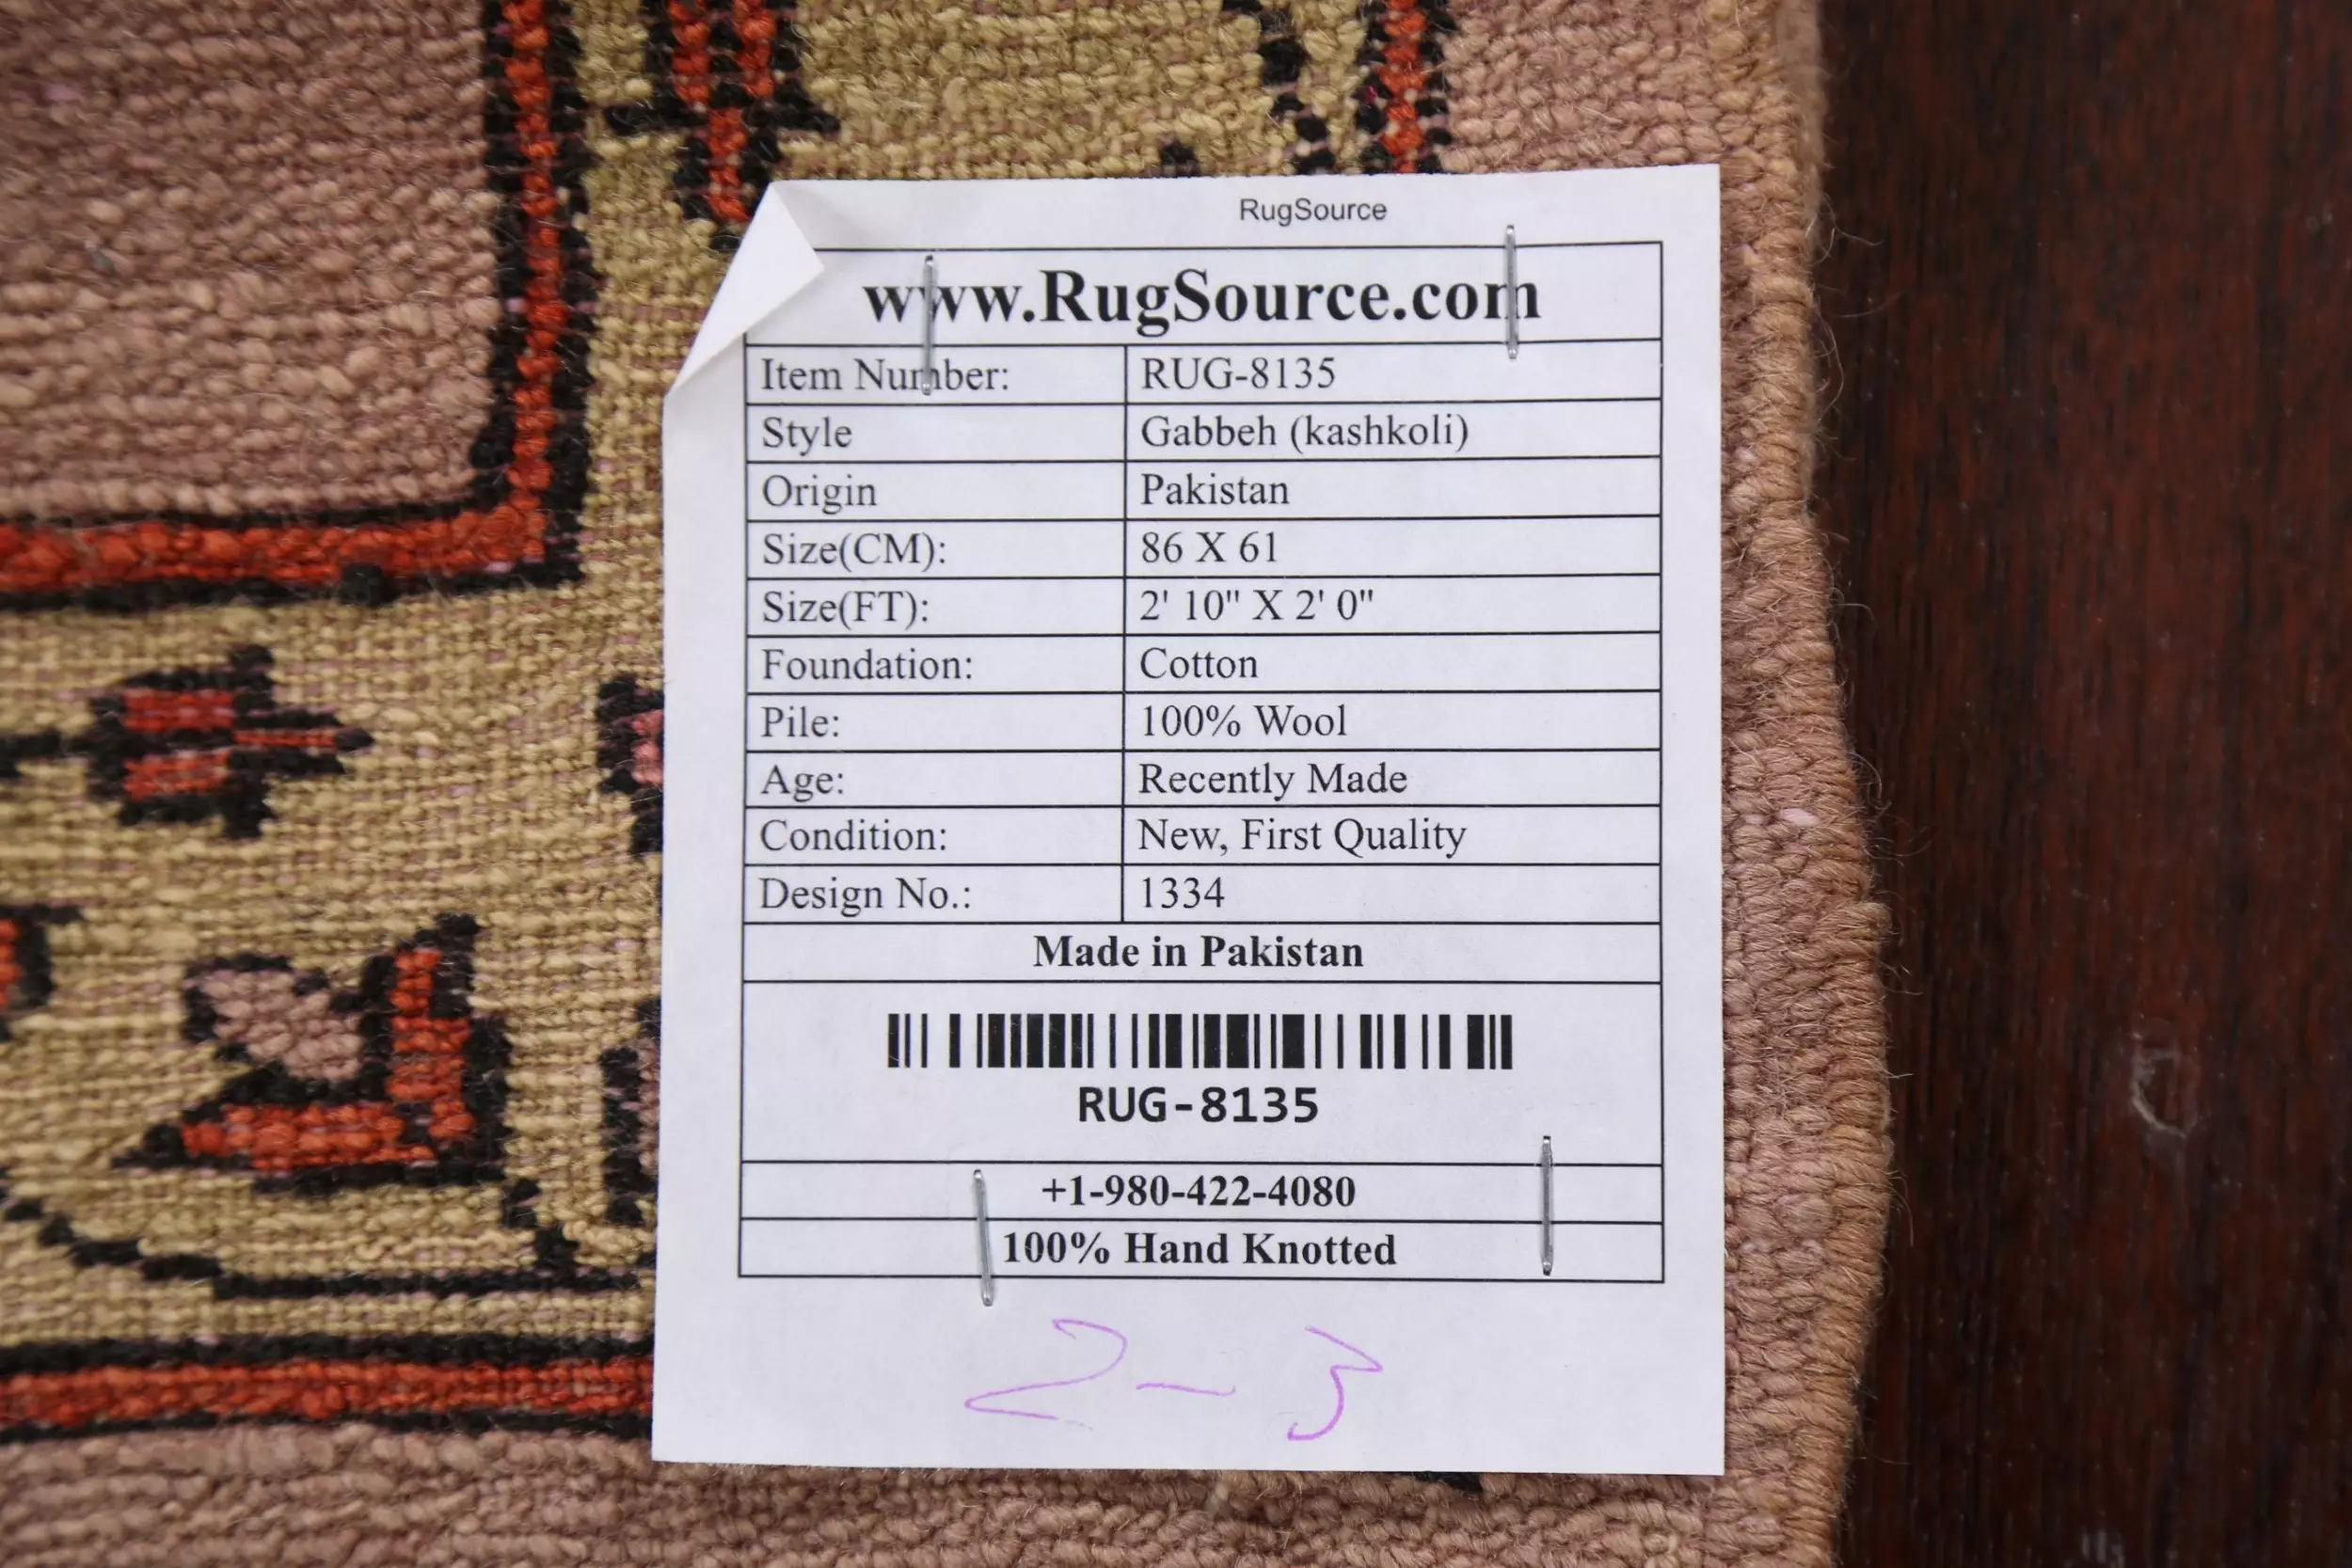 RugSource
www.RugSource.com
Item Number: RUG-8135
Style Gabbeh (kashkoli)
Origin Pakistan
Size(CM): 86 X 61
Size(FT): 2' 10" X 2' 0"
Foundation: Cotton
Pile: 100% Wool
Age: Recently Made
Condition: New, First Quality
Design No.: 1334
Made in Pakistan
RUG-8135
+1-980-422-4080
100% Hand Knotted
2-3